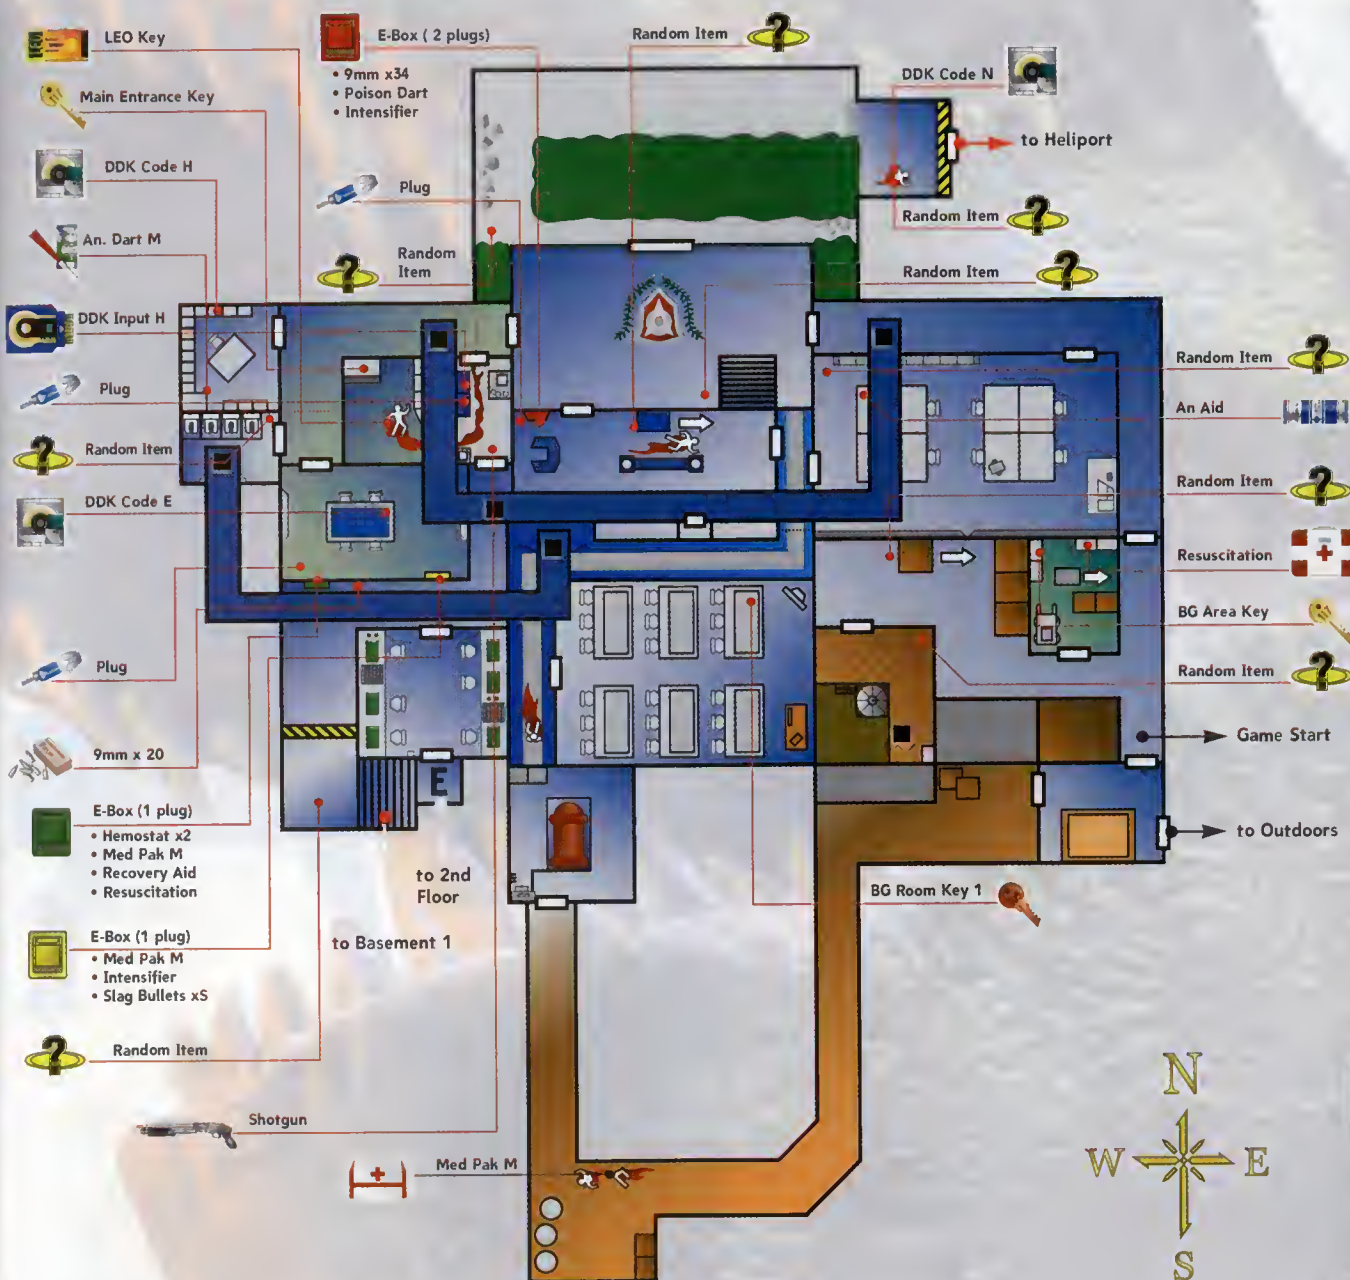 LEO Key
E-Box ( 2 plugs)
• 9mm x34
• Poison Dart
• Intensifier
Random Item
DDK Code N
Main Entrance Key
to Heliport
DDK Code H
Plug
Random Item
An. Dart M
Random
Item
Random Item
DDK Input H
Random Item
Plug
An Aid
Random Item
Random Item
DDK Code E
Resuscitation
BG Area Key
Plug
Random Item
9mm x 20
Game Start
E
E-Box (1 plug)
• Hemostat x2
• Med Pak M
• Recovery Aid
• Resuscitation
to Outdoors
to 2nd
Floor
BG Room Key 1
E-Box (1 plug)
• Med Pak M
• Intensifier
• Slag Bullets xS
to Basement 1
Random Item
Shotgun
Med Pak M
N
W
E
S